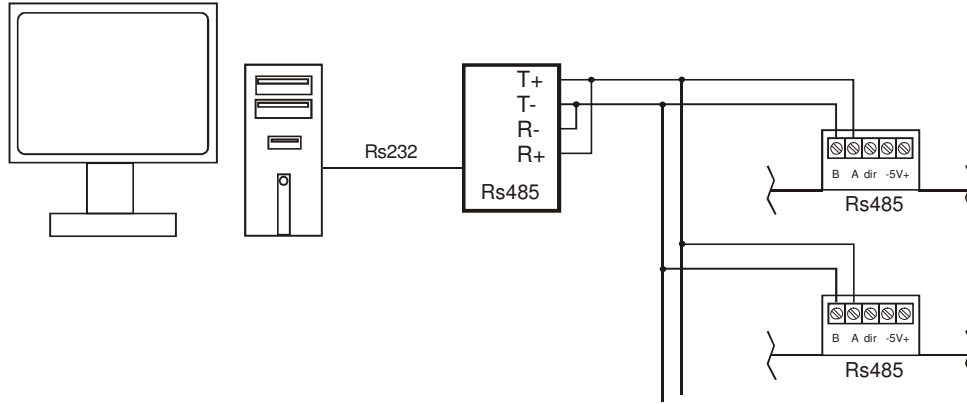 T+
T-
R-
R+
Rs232
Rs485
B A dir -5V+
Rs485
B A dir -5V+
Rs485